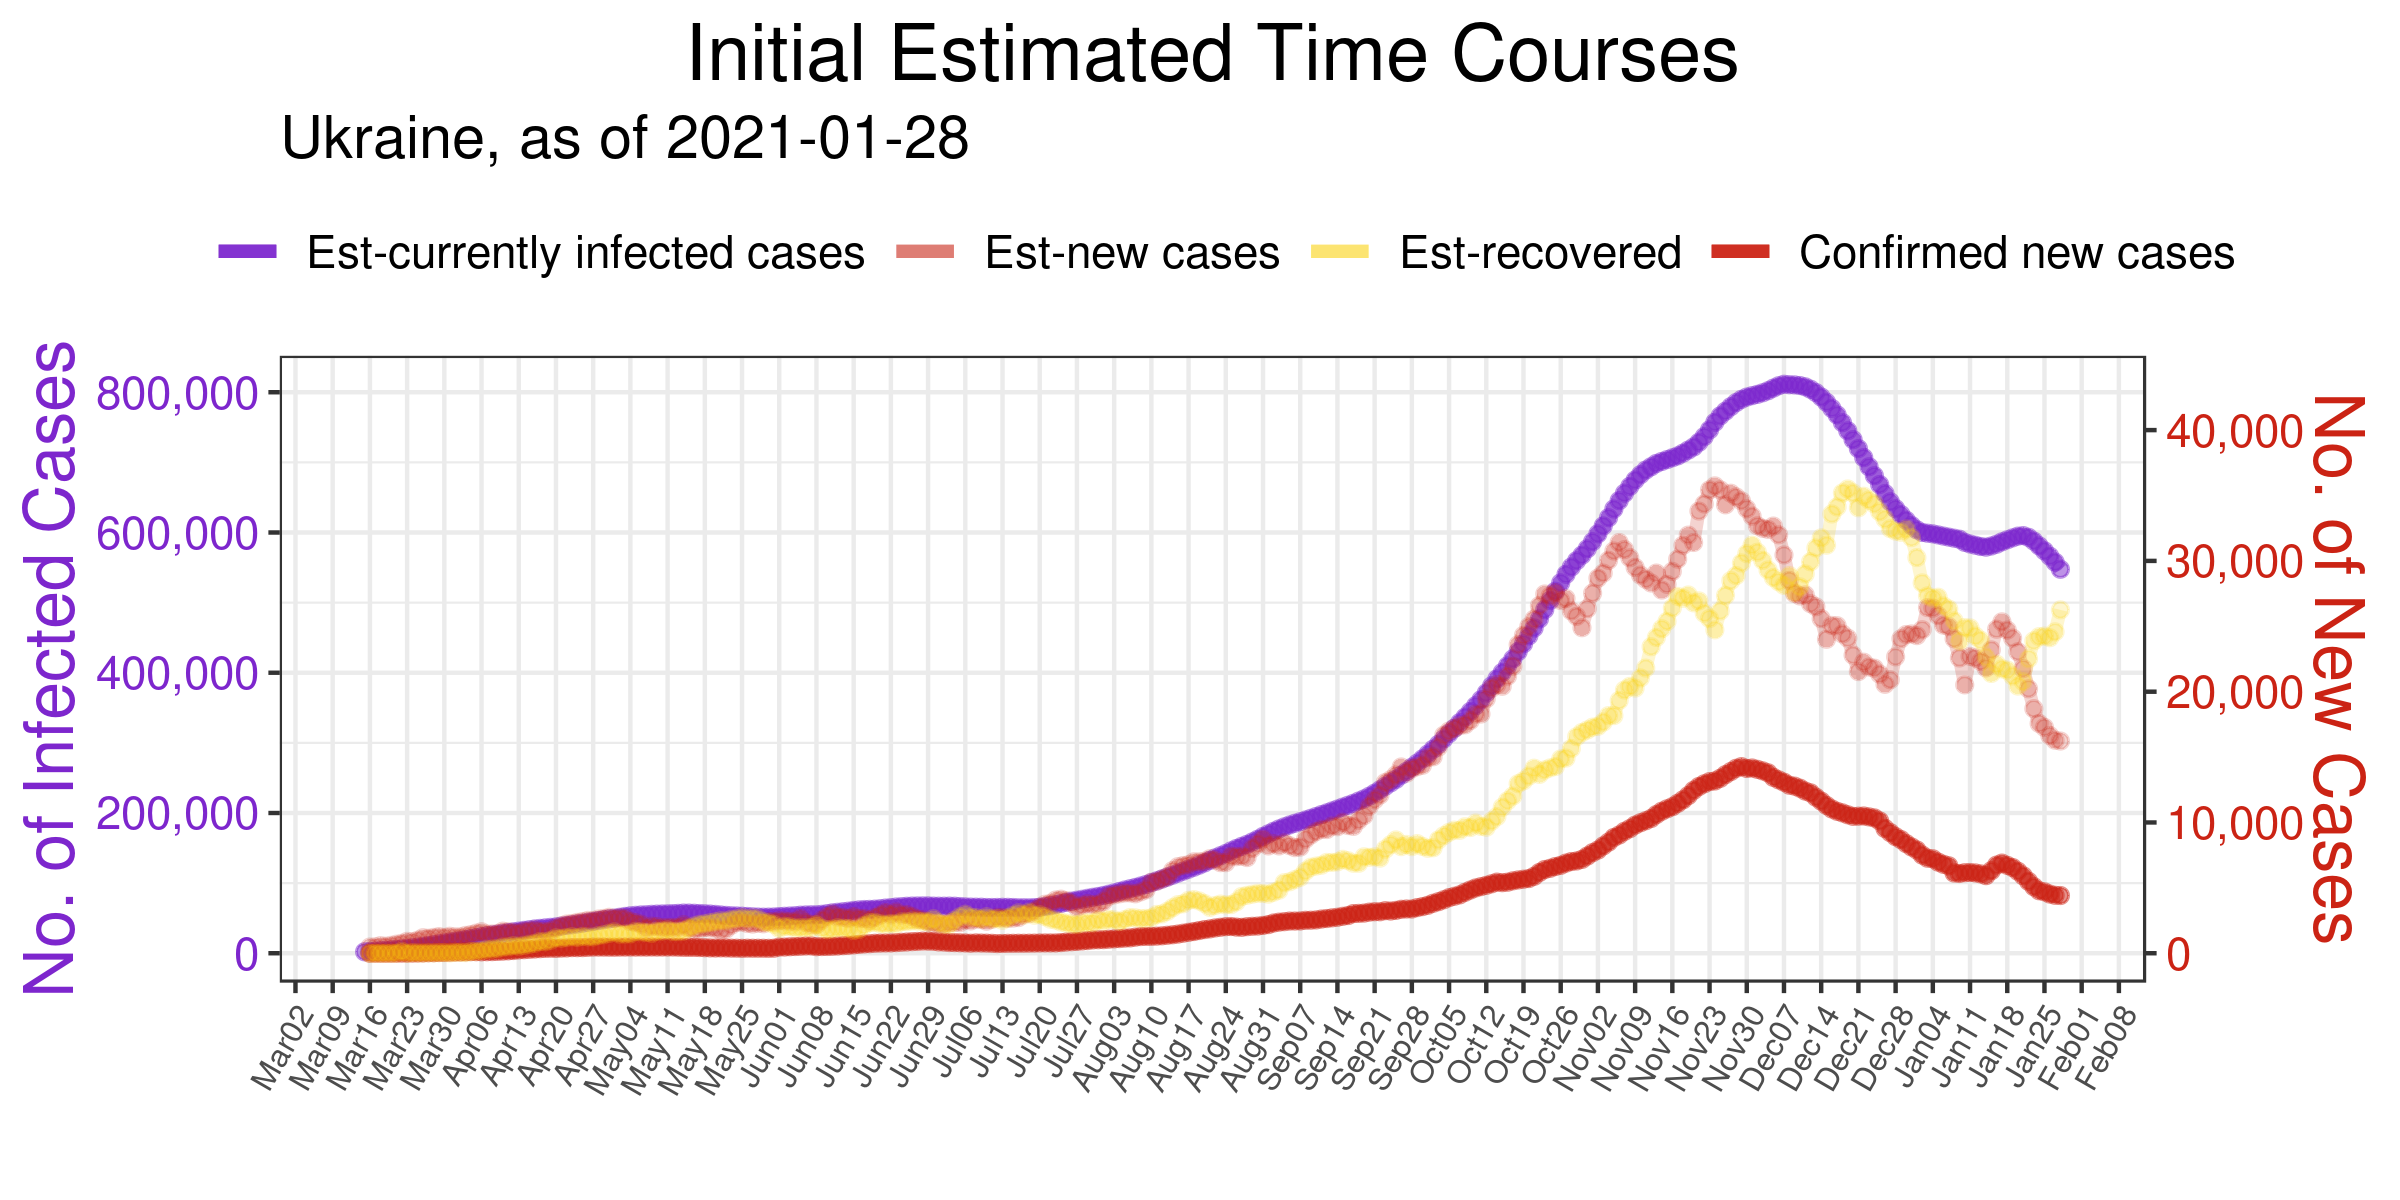 Initial Estimated Time Courses
Ukraine, as of 2021-01-28
Est-currently infected cases Est-new cases Est-recovered Confirmed new cases
No. of Infected Cases
800,000
600,000
400,000
200,000
0
40,000
30,000
20,000
10,000
0
No. of New Cases
Mar02 Mar09 Mar16 Mar23 Mar30 Apr06 Apr13 Apr20 Apr27 May04 May11 May18 May25 Jun01 Jun08 Jun15 Jun22 Jun29 Jul06 Jul13 Jul20 Jul27 Aug03 Aug10 Aug17 Aug24 Aug31 Sep07 Sep14 Sep21 Sep28 Oct05 Oct12 Oct19 Oct26 Nov02 Nov09 Nov16 Nov23 Nov30 Dec07 Dec14 Dec21 Dec28 Jan04 Jan11 Jan18 Jan25 Feb01 Feb08